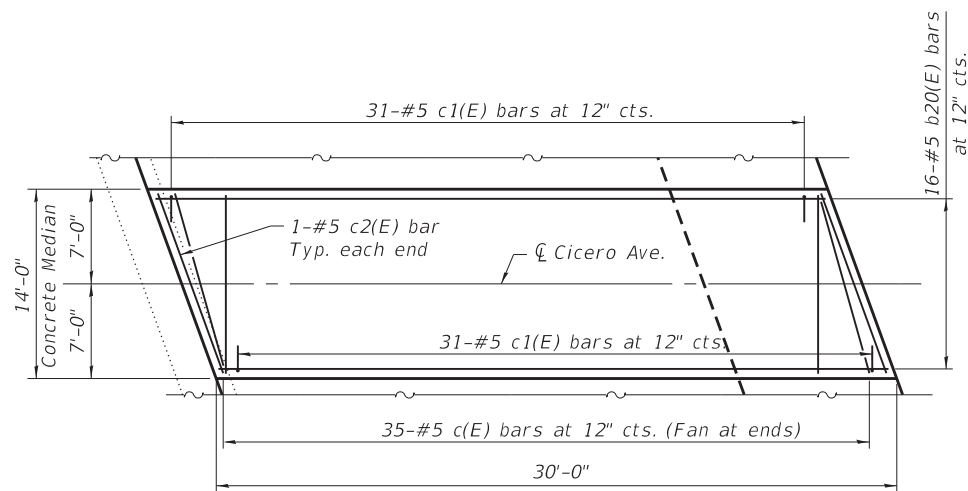 31-#5 c1(E) bars at 12" cts.
16-#5 b20(E) bars
at 12" cts.
1-#5 c2(E) bar
Typ. each end
℄ Cicero Ave.
14'-0"
Concrete Median
7'-0"
7'-0"
31-#5 c1(E) bars at 12" cts.
35-#5 c(E) bars at 12" cts. (Fan at ends)
30'-0"